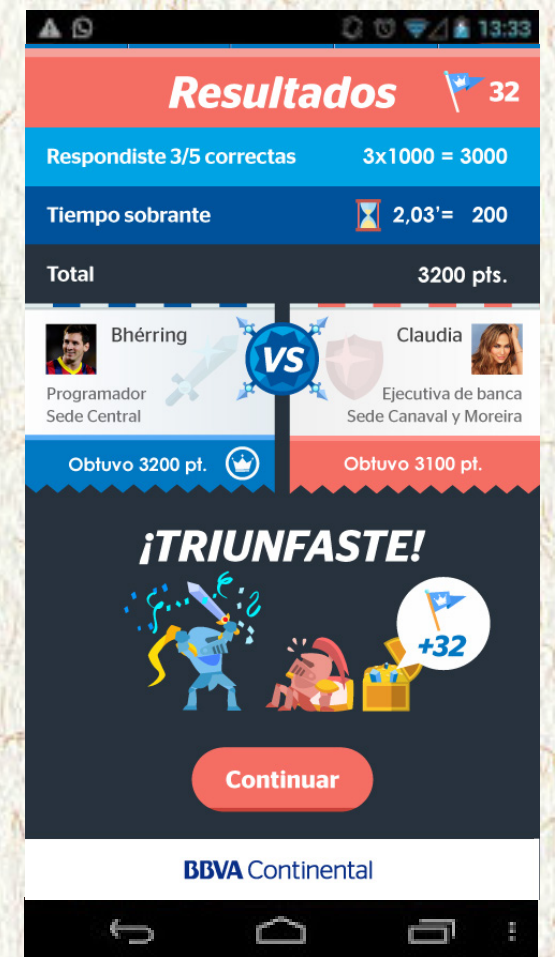 13:33
Resultados 32
Respondiste 3/5 correctas 3x1000 = 3000
Tiempo sobrante 2,03'= 200
Total 3200 pts.
Bhérring VS Claudia
Programador Ejecutiva de banca
Sede Central Sede Canaval y Moreira
Obtuvo 3200 pt. Obtuvo 3100 pt.
¡TRIUNFASTE!
+32
Continuar
BBVA Continental